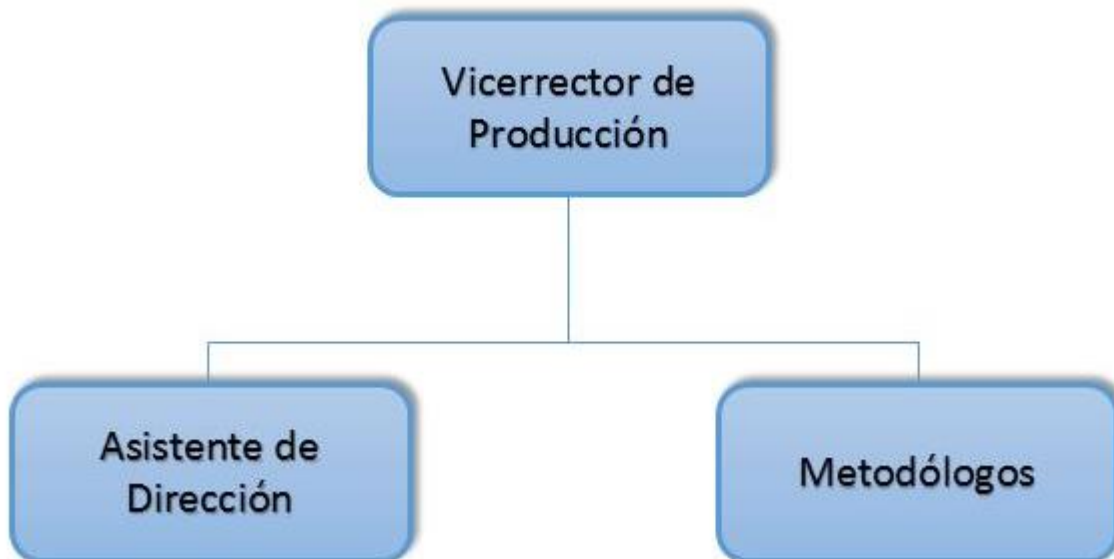 Vicerrector de
Producción
Asistente de
Dirección
Metodólogos